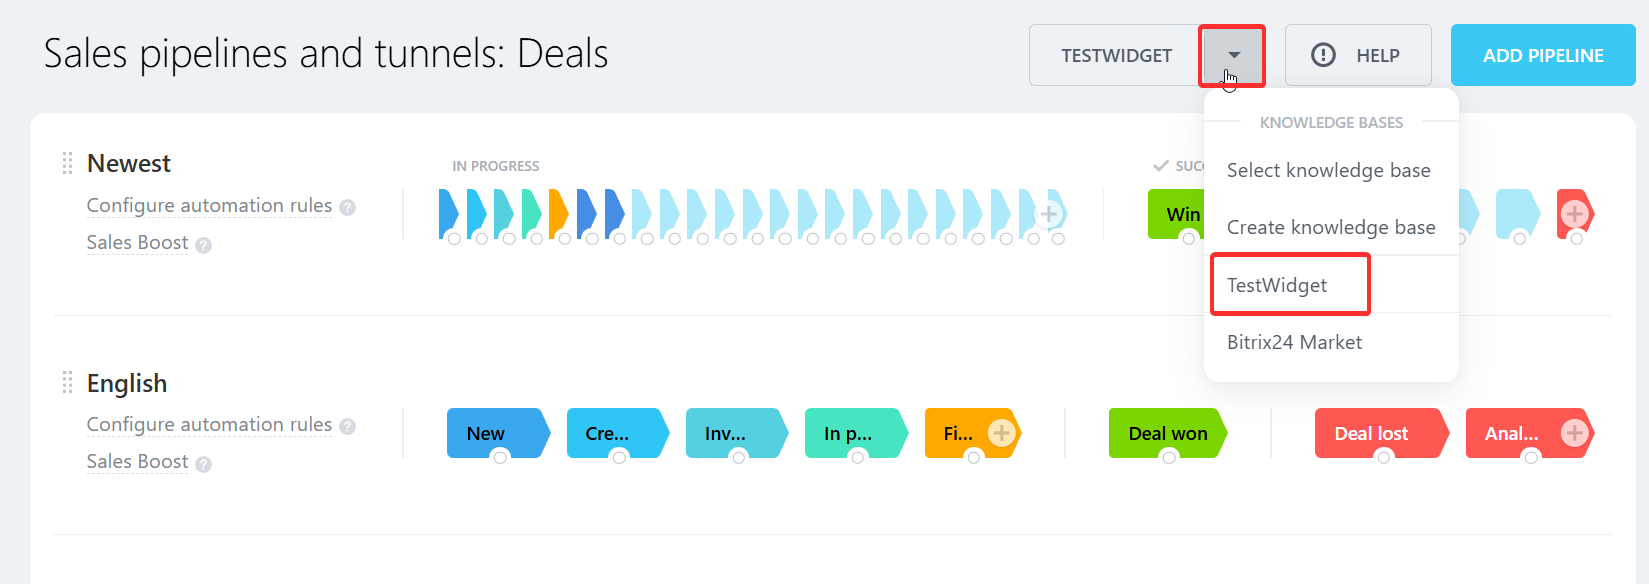 Sales pipelines and tunnels: Deals
TESTWIDGET
HELP
ADD PIPELINE
KNOWLEDGE BASES
Select knowledge base
Create knowledge base
TestWidget
Bitrix24 Market
Newest
Configure automation rules ?
Sales Boost ?
IN PROGRESS
SUCC
Win
English
Configure automation rules ?
Sales Boost ?
New
Cre...
Inv...
In p...
Fi...
Deal won
Deal lost
Anal...